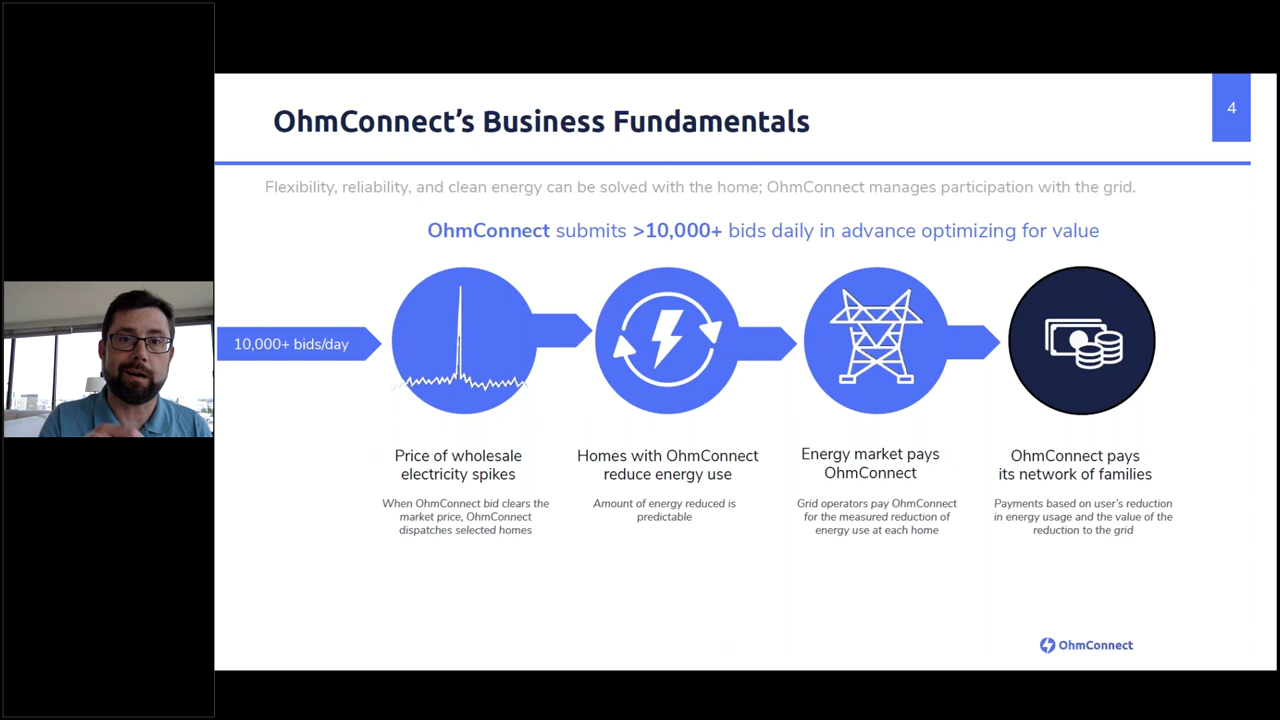 OhmConnect's Business Fundamentals
4
Flexibility, reliability, and clean energy can be solved with the home; OhmConnect manages participation with the grid.
OhmConnect submits >10,000+ bids daily in advance optimizing for value
10,000+ bids/day
Price of wholesale
electricity spikes
When OhmConnect bid clears the
market price, OhmConnect
dispatches selected homes
Homes with OhmConnect
reduce energy use
Amount of energy reduced is
predictable
Energy market pays
OhmConnect
Grid operators pay OhmConnect
for the measured reduction of
energy use at each home
OhmConnect pays
its network of families
Payments based on user's reduction
in energy usage and the value of the
reduction to the grid
OhmConnect